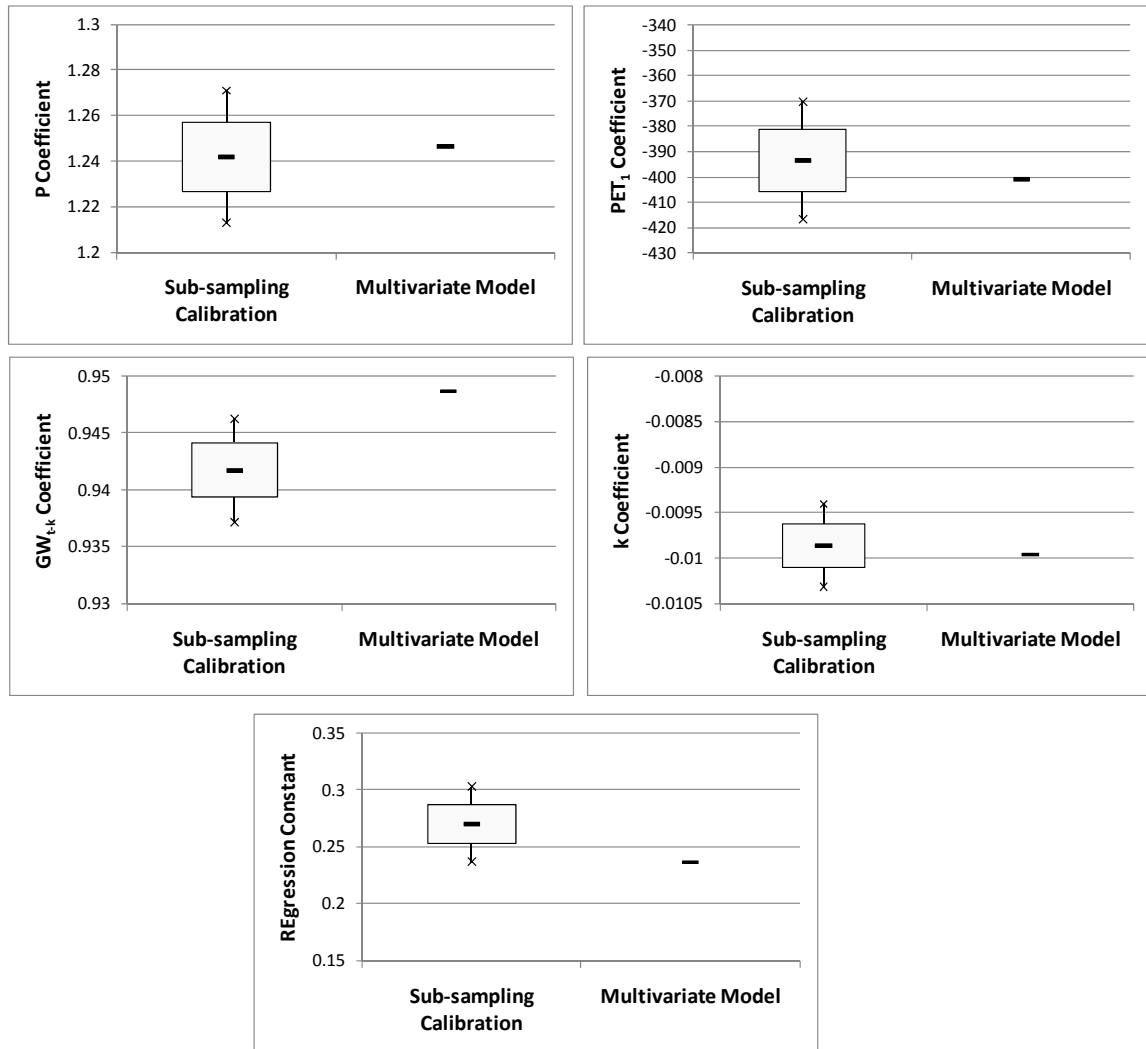 P Coefficient
1.3
1.28
1.26
1.24
1.22
1.2
Sub-sampling
Calibration
Multivariate Model
PET₁ Coefficient
-340
-350
-360
-370
-380
-390
-400
-410
-420
-430
Sub-sampling
Calibration
Multivariate Model
GWₜ₋ₖ Coefficient
0.95
0.945
0.94
0.935
0.93
Sub-sampling
Calibration
Multivariate Model
k Coefficient
-0.008
-0.0085
-0.009
-0.0095
-0.01
-0.0105
Sub-sampling
Calibration
Multivariate Model
REgression Constant
0.35
0.3
0.25
0.2
0.15
Sub-sampling
Calibration
Multivariate Model